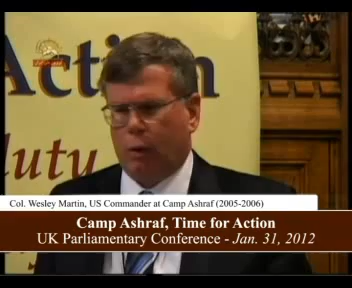 Action
duty
Col. Wesley Martin, US Commander at Camp Ashraf (2005-2006)
Camp Ashraf, Time for Action
UK Parliamentary Conference - Jan. 31, 2012